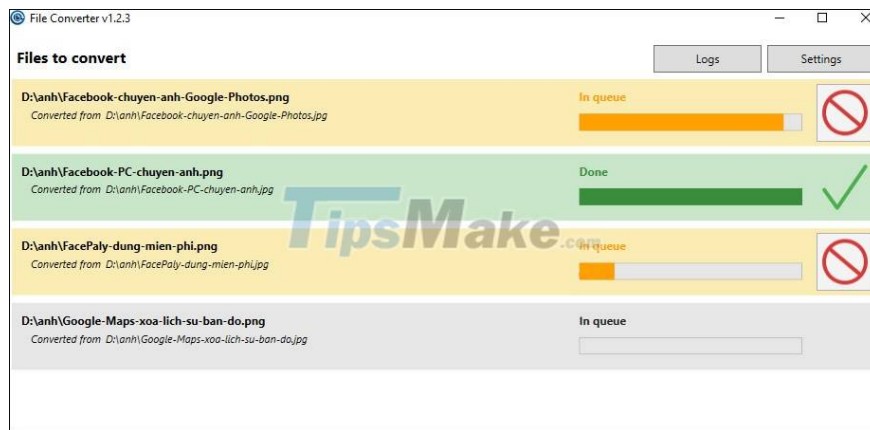 File Converter v1.2.3
Files to convert
Logs
Settings
D:\anh\Facebook-chuyen-anh-Google-Photos.png
In queue
Converted from D:\anh\Facebook-chuyen-anh-Google-Photos.jpg
D:\anh\Facebook-PC-chuyen-anh.png
Done
Converted from D:\anh\Facebook-PC-chuyen-anh.jpg
TipsMake.com
D:\anh\FacePaly-dung-mien-phi.png
In queue
Converted from D:\anh\FacePaly-dung-mien-phi.jpg
D:\anh\Google-Maps-xoa-lich-su-ban-do.png
In queue
Converted from D:\anh\Google-Maps-xoa-lich-su-ban-do.jpg